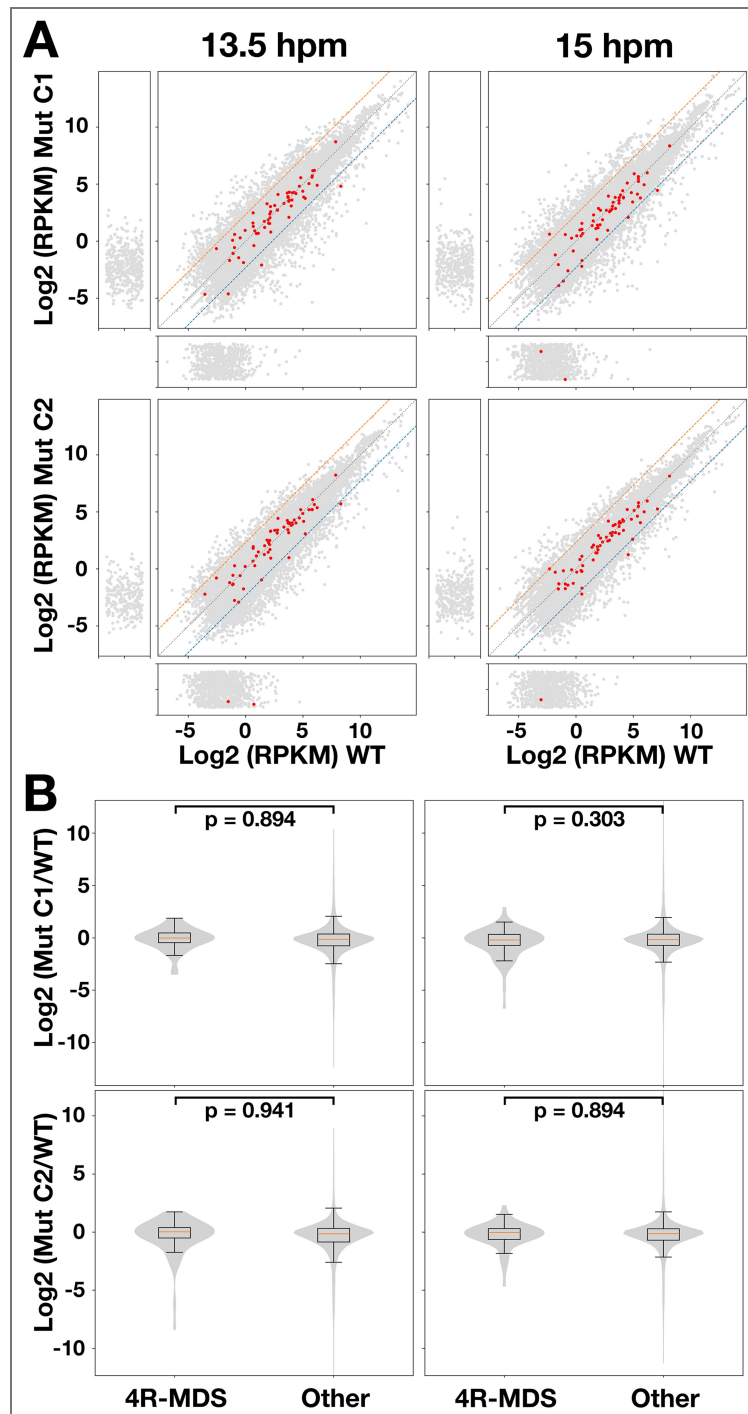 A
13.5 hpm
15 hpm
Log2 (RPKM) Mut C1
10
5
0
-5
Log2 (RPKM) Mut C2
10
5
0
-5
-5 0 5 10
-5 0 5 10
Log2 (RPKM) WT
Log2 (RPKM) WT
B
Log2 (Mut C1/WT)
10
5
0
-5
-10
p = 0.894
p = 0.303
Log2 (Mut C2/WT)
10
5
0
-5
-10
p = 0.941
p = 0.894
4R-MDS
Other
4R-MDS
Other